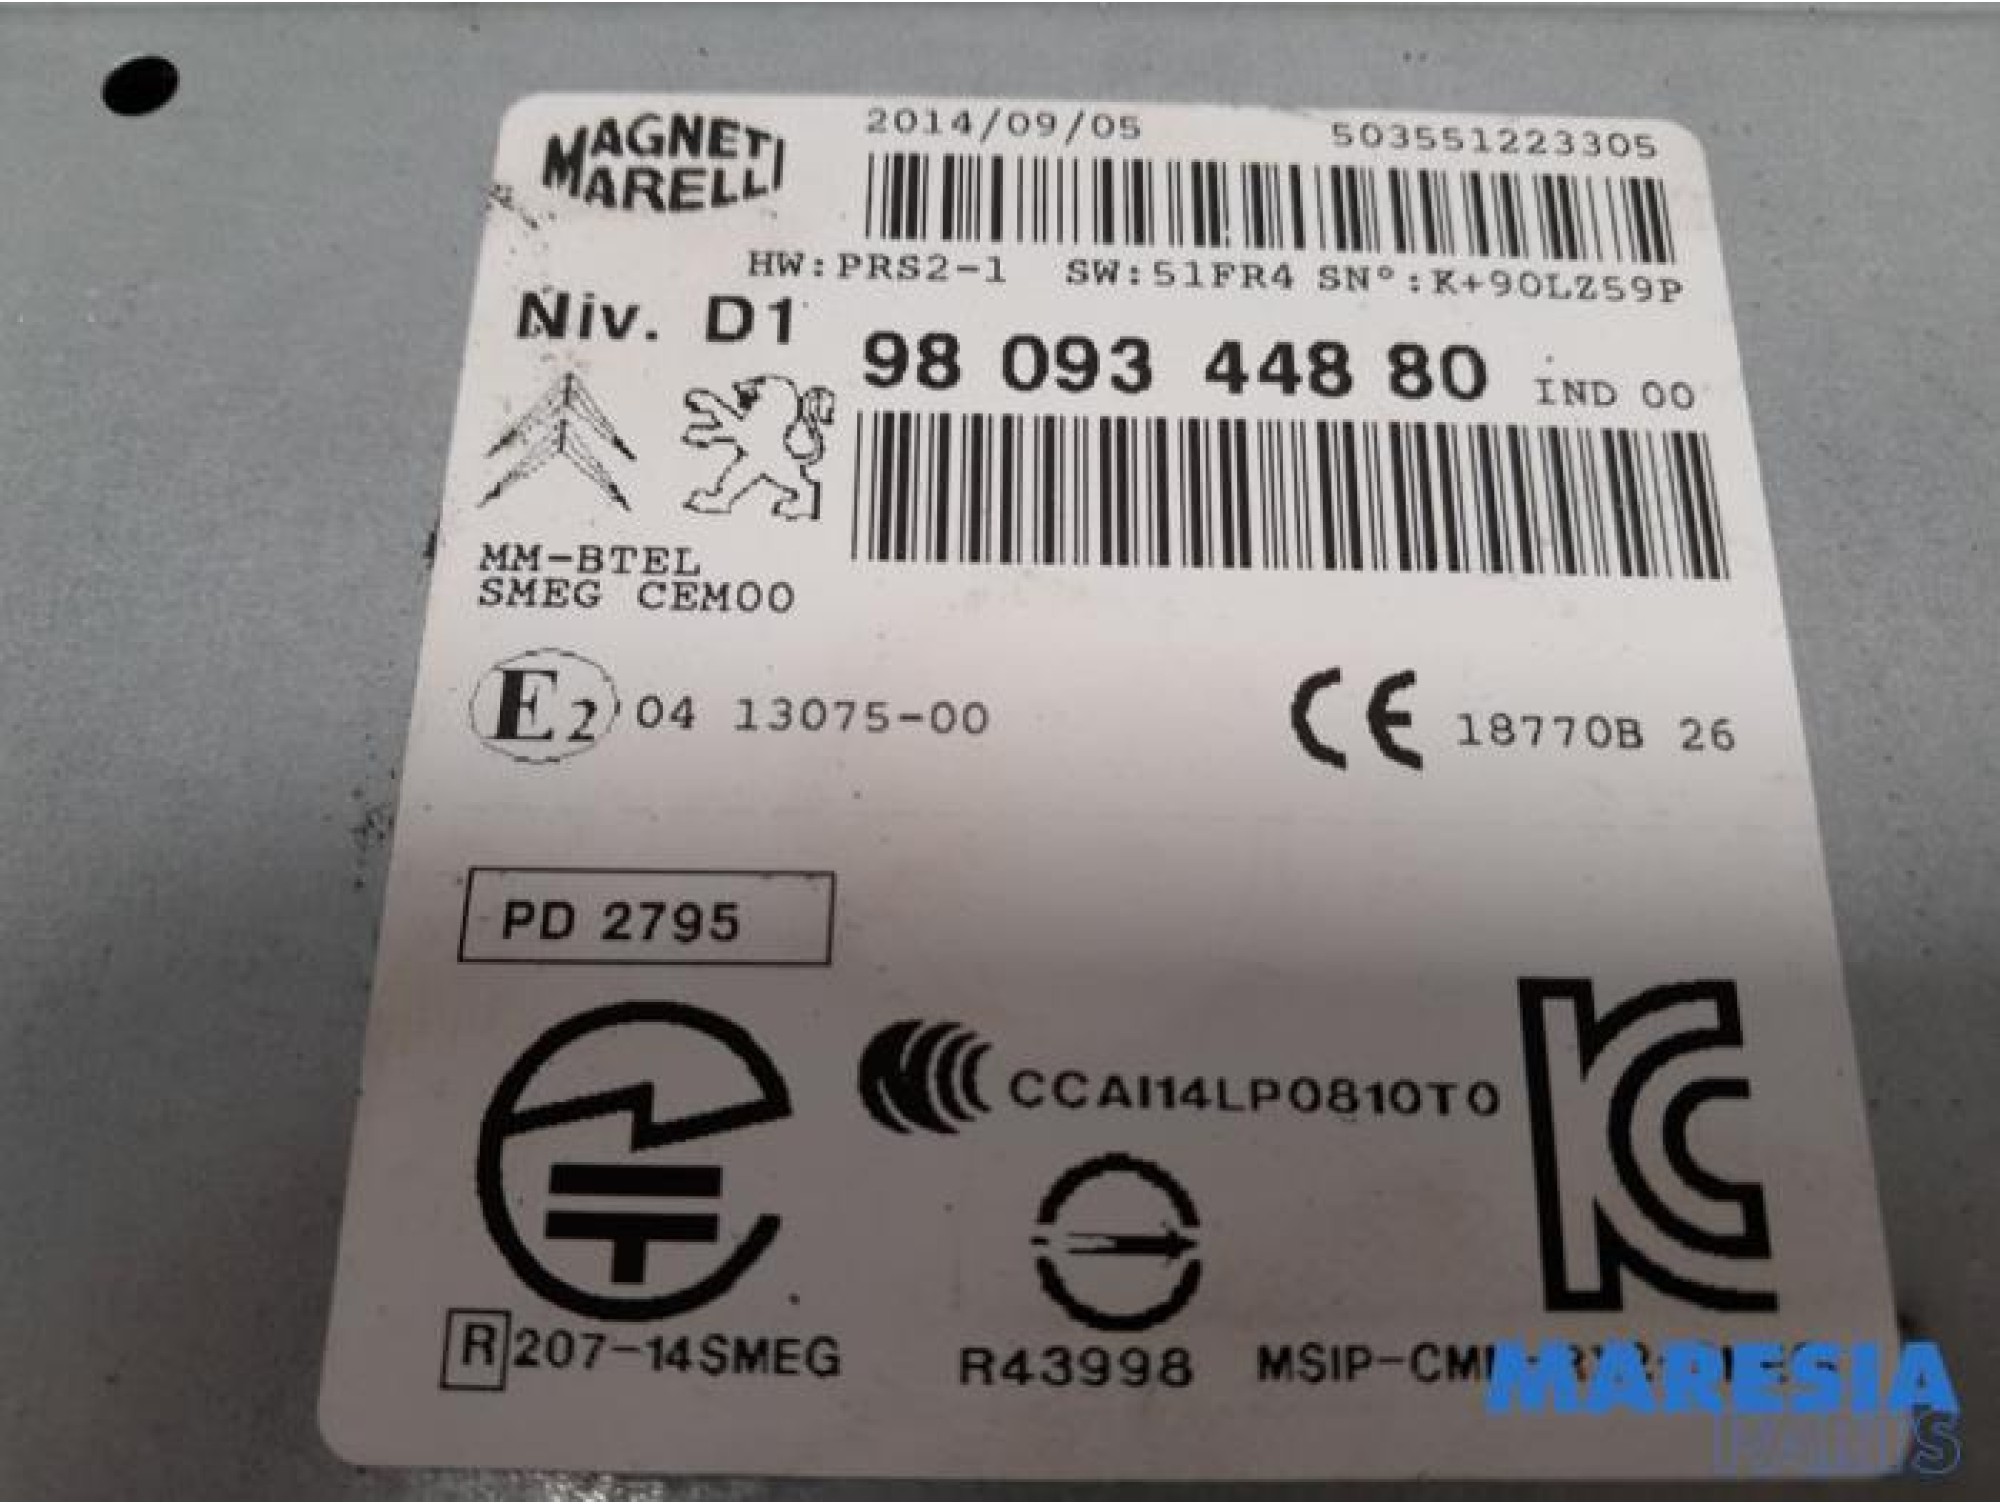 MAGNETI
MARELLI
2014/09/05 503551223305
HW:PRS2-1 SW:51FR4 SN°:K+90LZ59P
Niv. D1
98 093 448 80 IND 00
MM-BTEL
SMEG CEM00
E2 04 13075-00
CE 18770B 26
PD 2795
CCAI14LP0810T0
R 207-14SMEG
R43998
MARESIA
PARTS